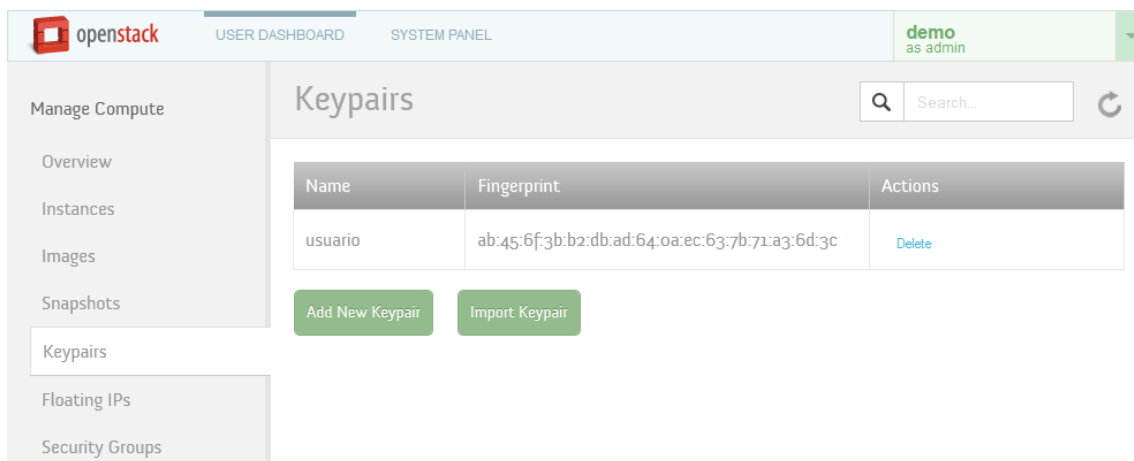 openstack USER DASHBOARD SYSTEM PANEL demo
as admin
Manage Compute
Overview
Instances
Images
Snapshots
Keypairs
Floating IPs
Security Groups
Keypairs
Search...
Name Fingerprint Actions
usuario ab:45:6f:3b:b2:db:ad:64:0a:ec:63:7b:71:a3:6d:3c Delete
Add New Keypair Import Keypair